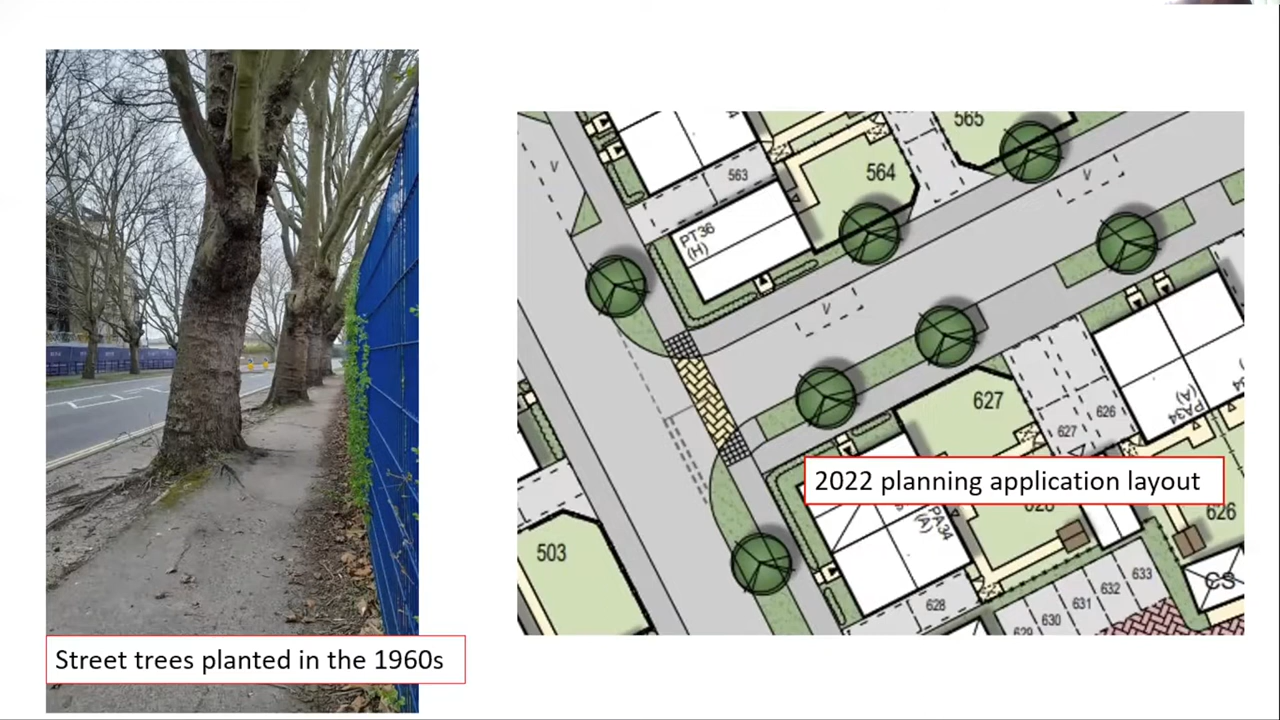 Street trees planted in the 1960s
2022 planning application layout
565
564
563
V
PT36
(H)
V
V
627
626
627
PA34
(A)
PA34
(A)
626
503
CS
633
632
631
630
628